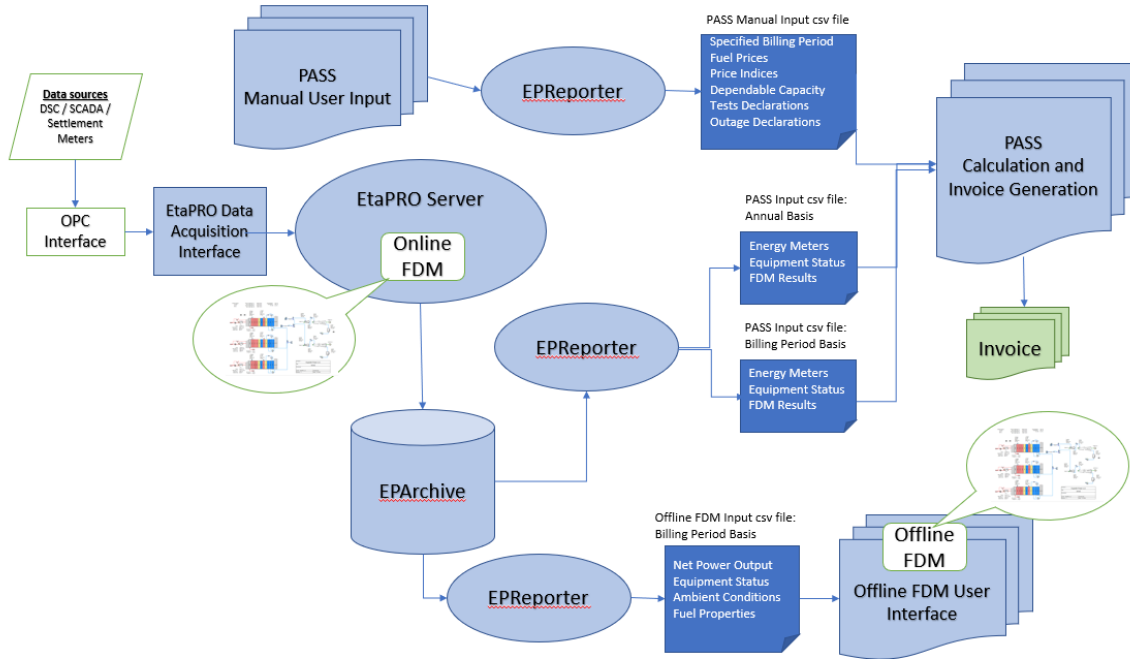 PASS Manual Input csv file
PASS
Manual User Input
EPReporter
Specified Billing Period
Fuel Prices
Price Indices
Dependable Capacity
Tests Declarations
Outage Declarations
PASS
Calculation and
Invoice Generation
Data sources
DSC / SCADA /
Settlement
Meters
OPC
Interface
EtaPRO Data
Acquisition
Interface
EtaPRO Server
Online
FDM
PASS Input csv file:
Annual Basis
Energy Meters
Equipment Status
FDM Results
EPReporter
PASS Input csv file:
Billing Period Basis
Energy Meters
Equipment Status
FDM Results
Invoice
EPArchive
EPReporter
Offline FDM Input csv file:
Billing Period Basis
Net Power Output
Equipment Status
Ambient Conditions
Fuel Properties
Offline
FDM
Offline FDM User
Interface